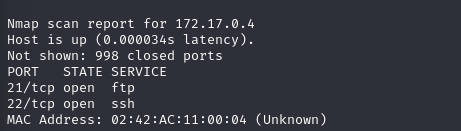 Nmap scan report for 172.17.0.4
Host is up (0.000034s latency).
Not shown: 998 closed ports
PORT   STATE SERVICE
21/tcp open  ftp
22/tcp open  ssh
MAC Address: 02:42:AC:11:00:04 (Unknown)